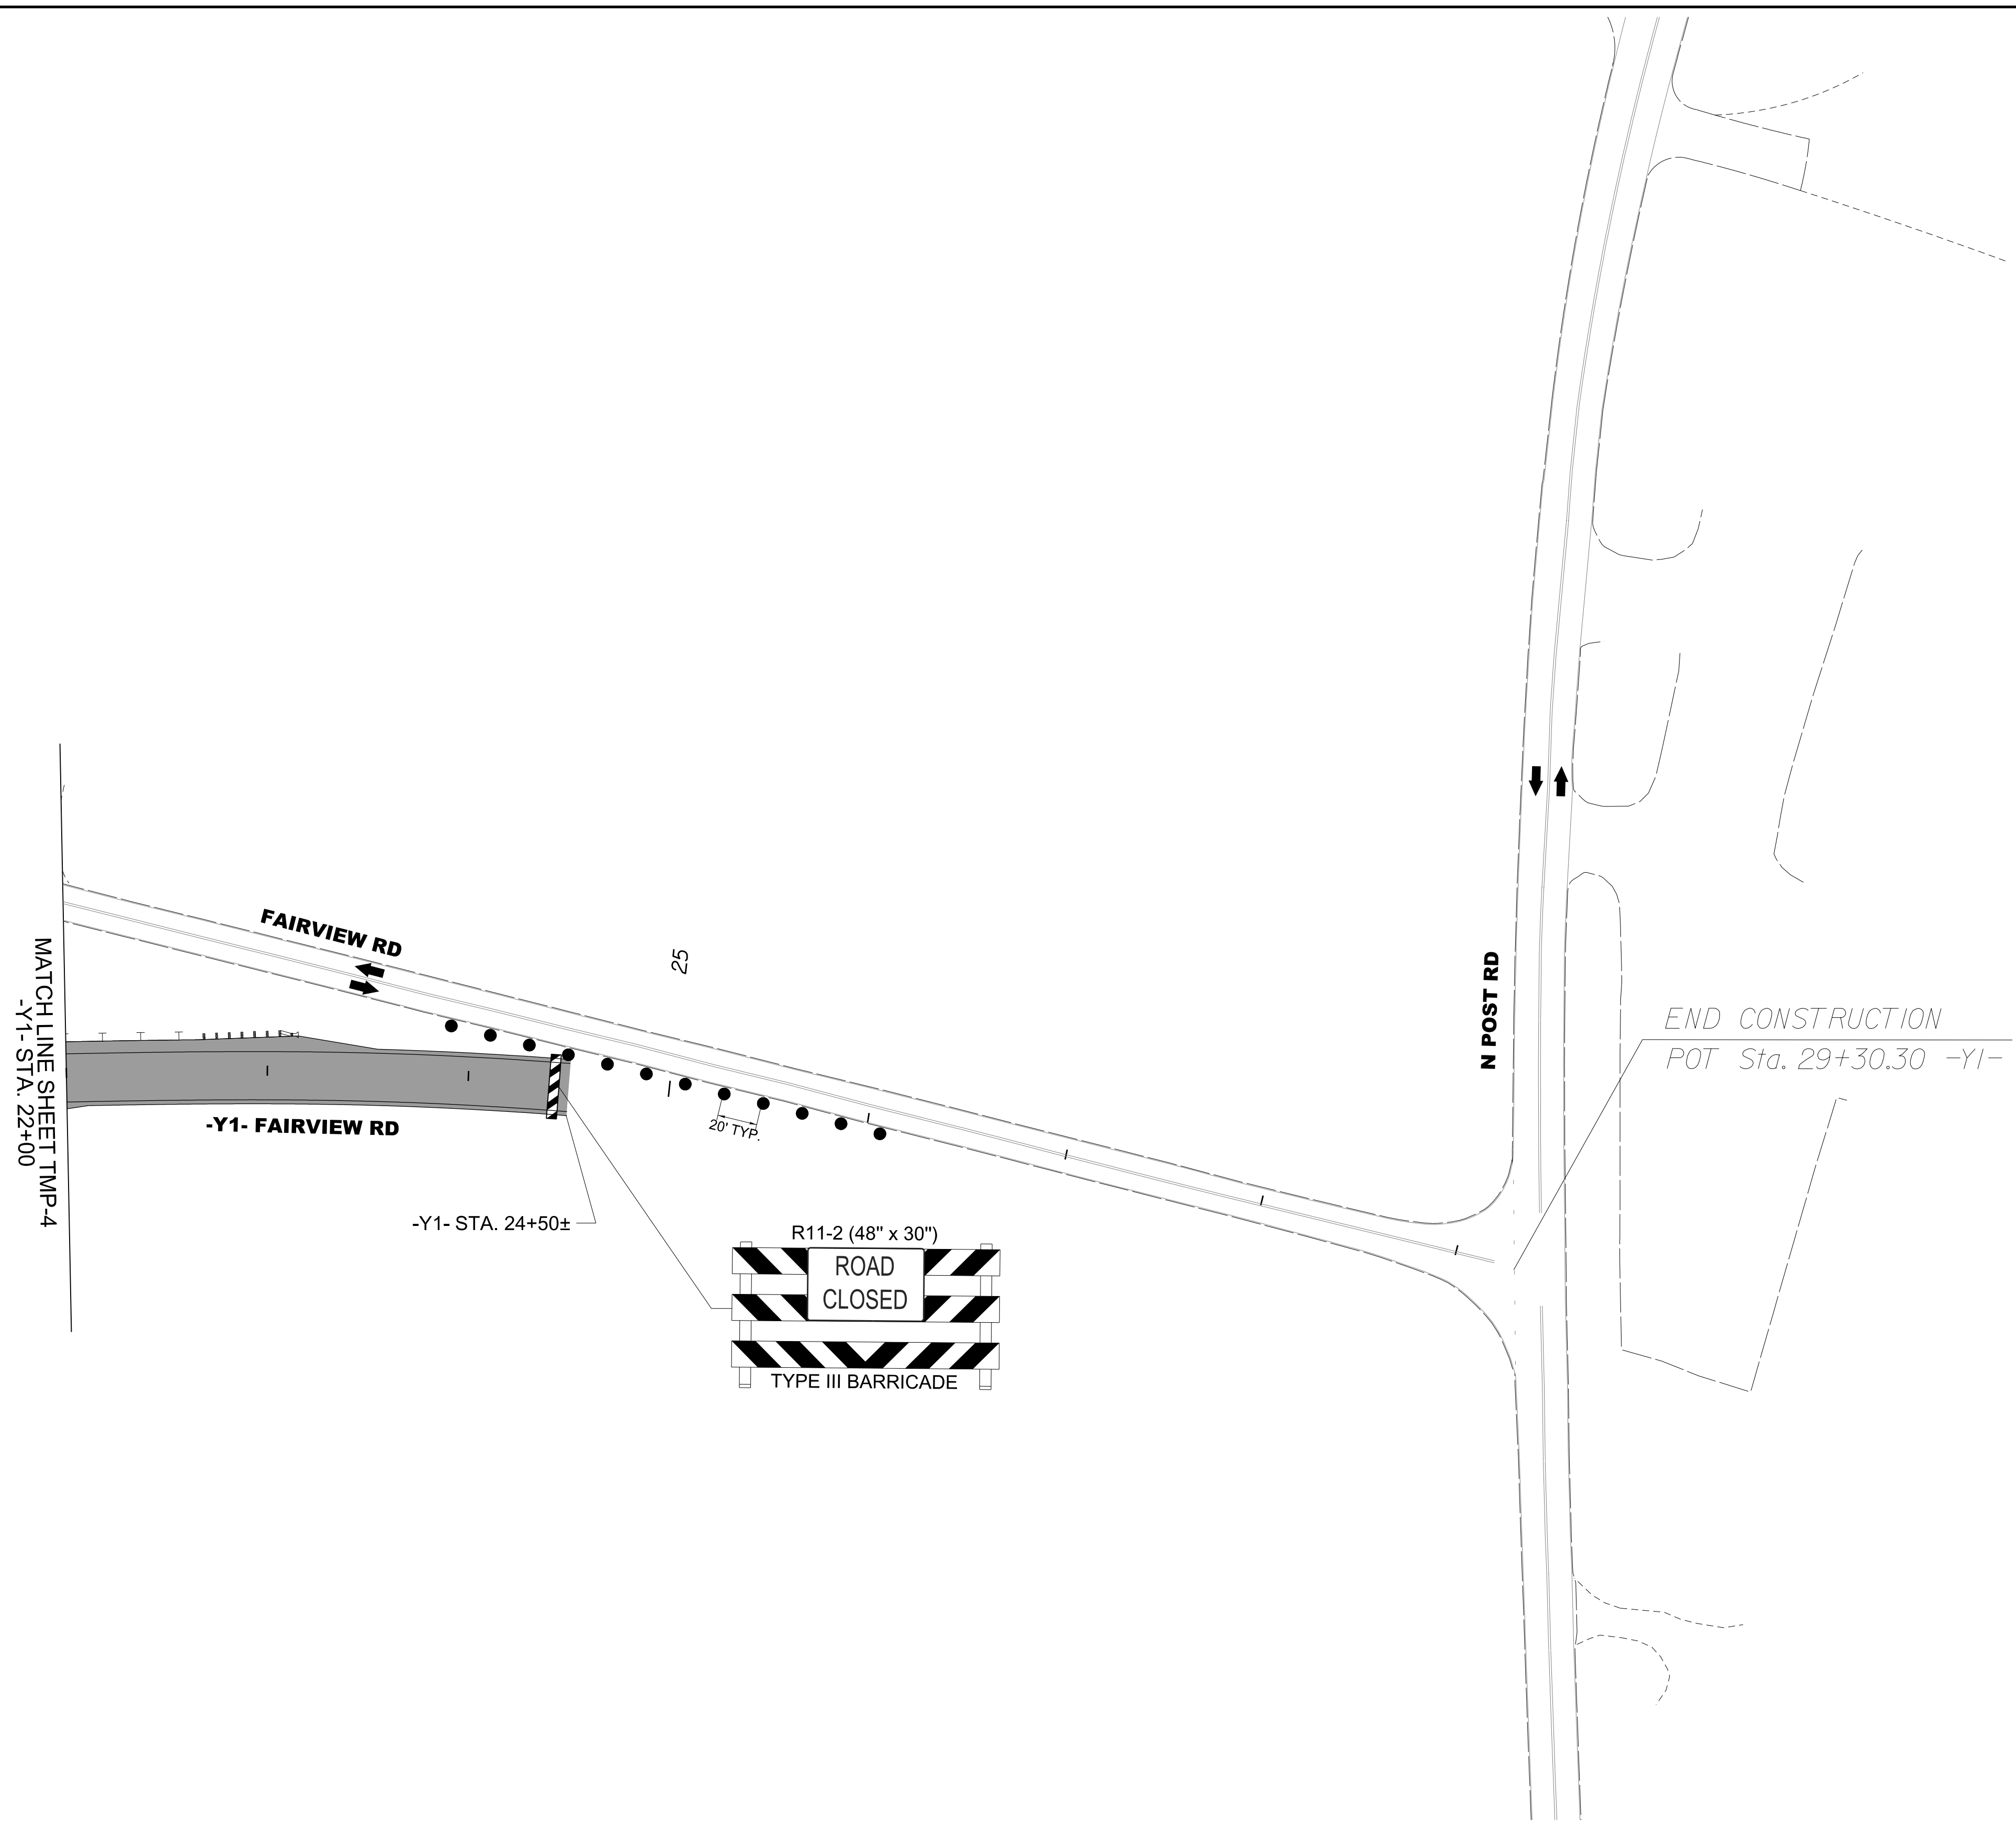 FAIRVIEW RD
25
N POST RD
END CONSTRUCTION
POT Sta. 29+30.30 -Y1-
MATCH LINE SHEET TMP-4
-Y1- STA. 22+00
-Y1- FAIRVIEW RD
20' TYP.
-Y1- STA. 24+50±
R11-2 (48" x 30")
ROAD
CLOSED
TYPE III BARRICADE